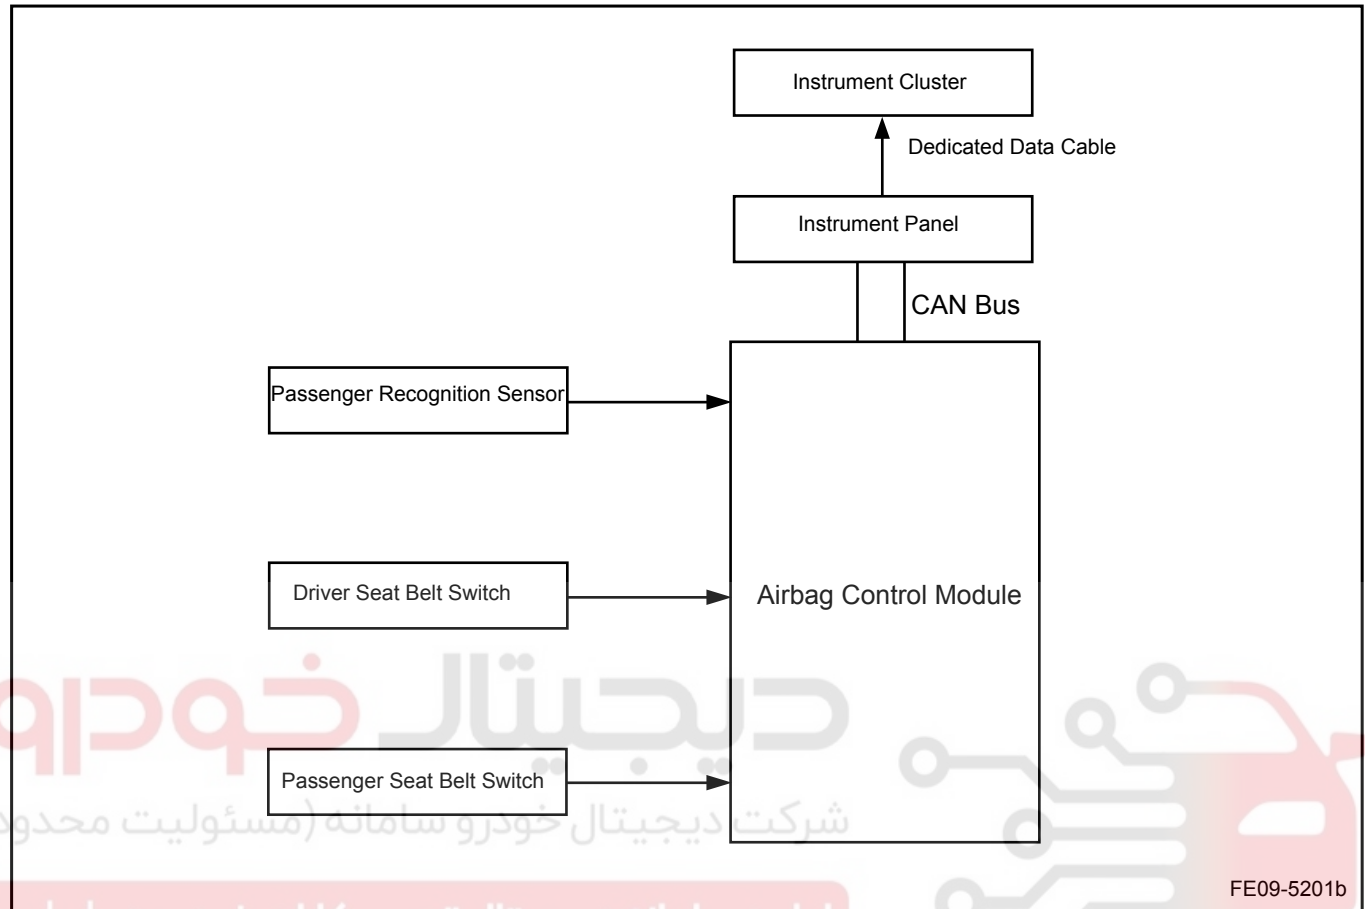 Instrument Cluster
Dedicated Data Cable
Instrument Panel
CAN Bus
Passenger Recognition Sensor
Driver Seat Belt Switch
Airbag Control Module
دیجیتال خودرو
Passenger Seat Belt Switch
شرکت دیجیتال خودرو سامانه (مسئولیت محدود
FE09-5201b